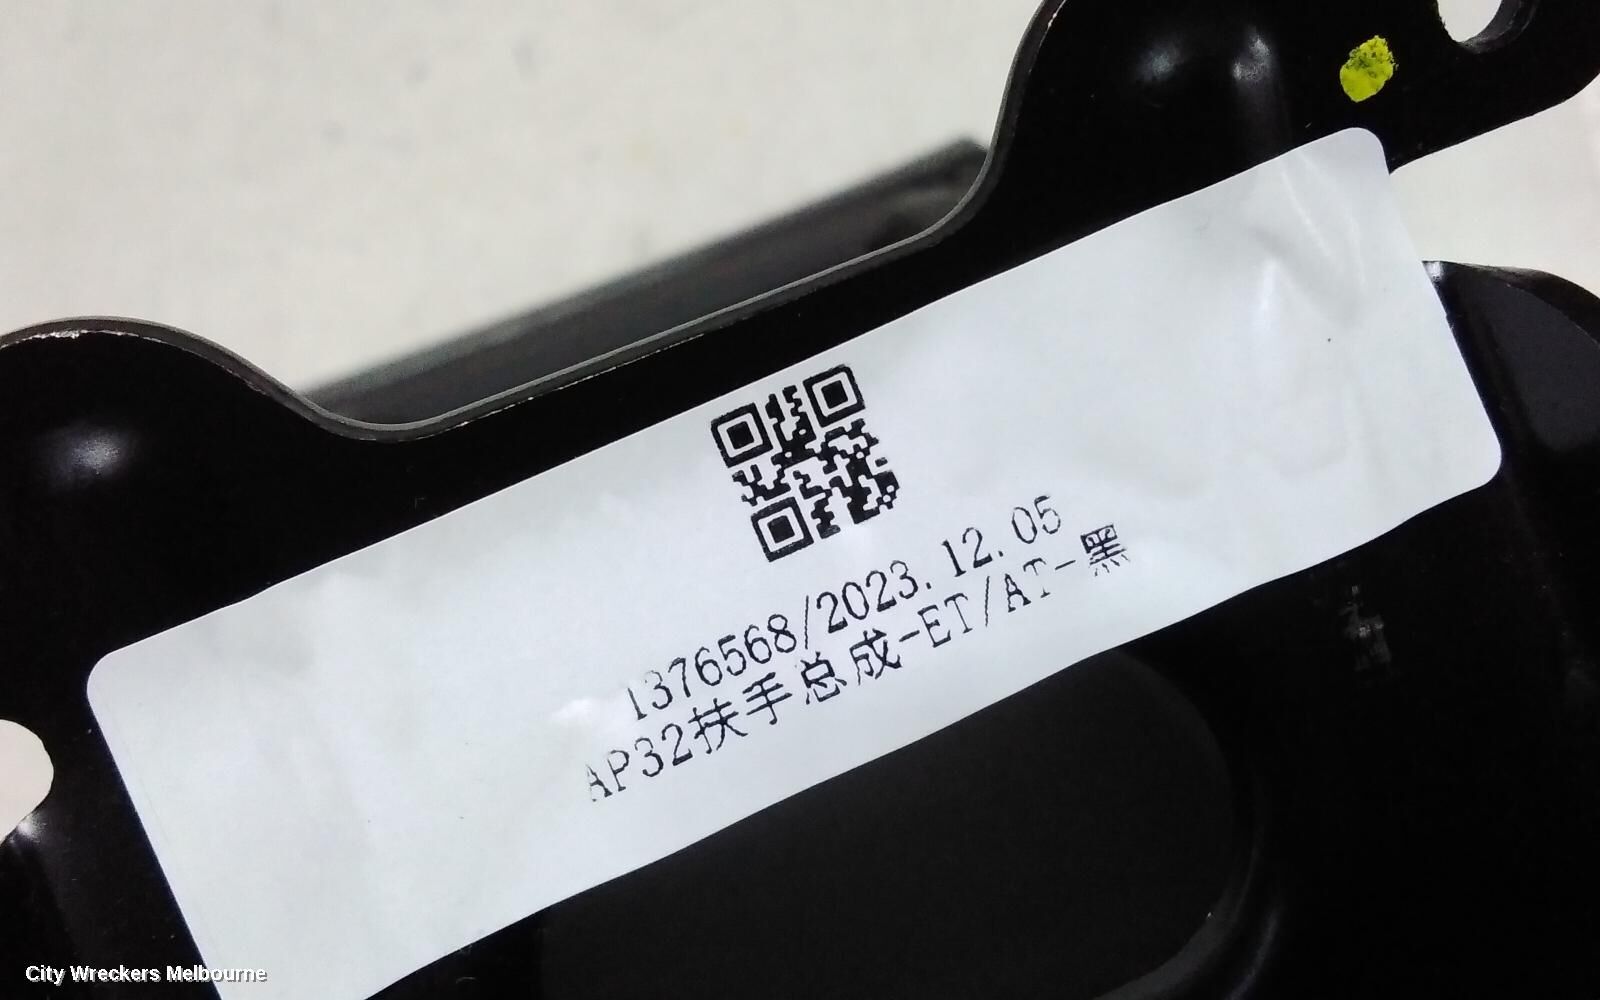 1376568/2023.12.05
AP32扶手总成-ET/AT-黑
City Wreckers Melbourne